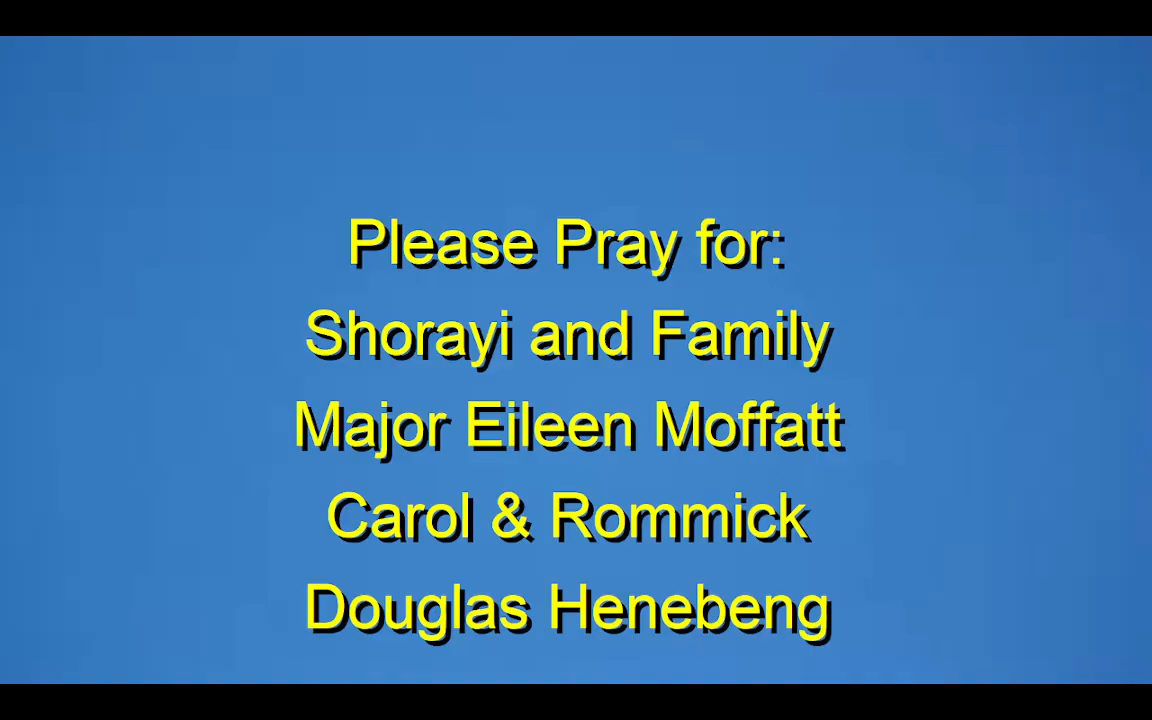 Please Pray for:
Shorayi and Family
Major Eileen Moffatt
Carol & Rommick
Douglas Henebeng